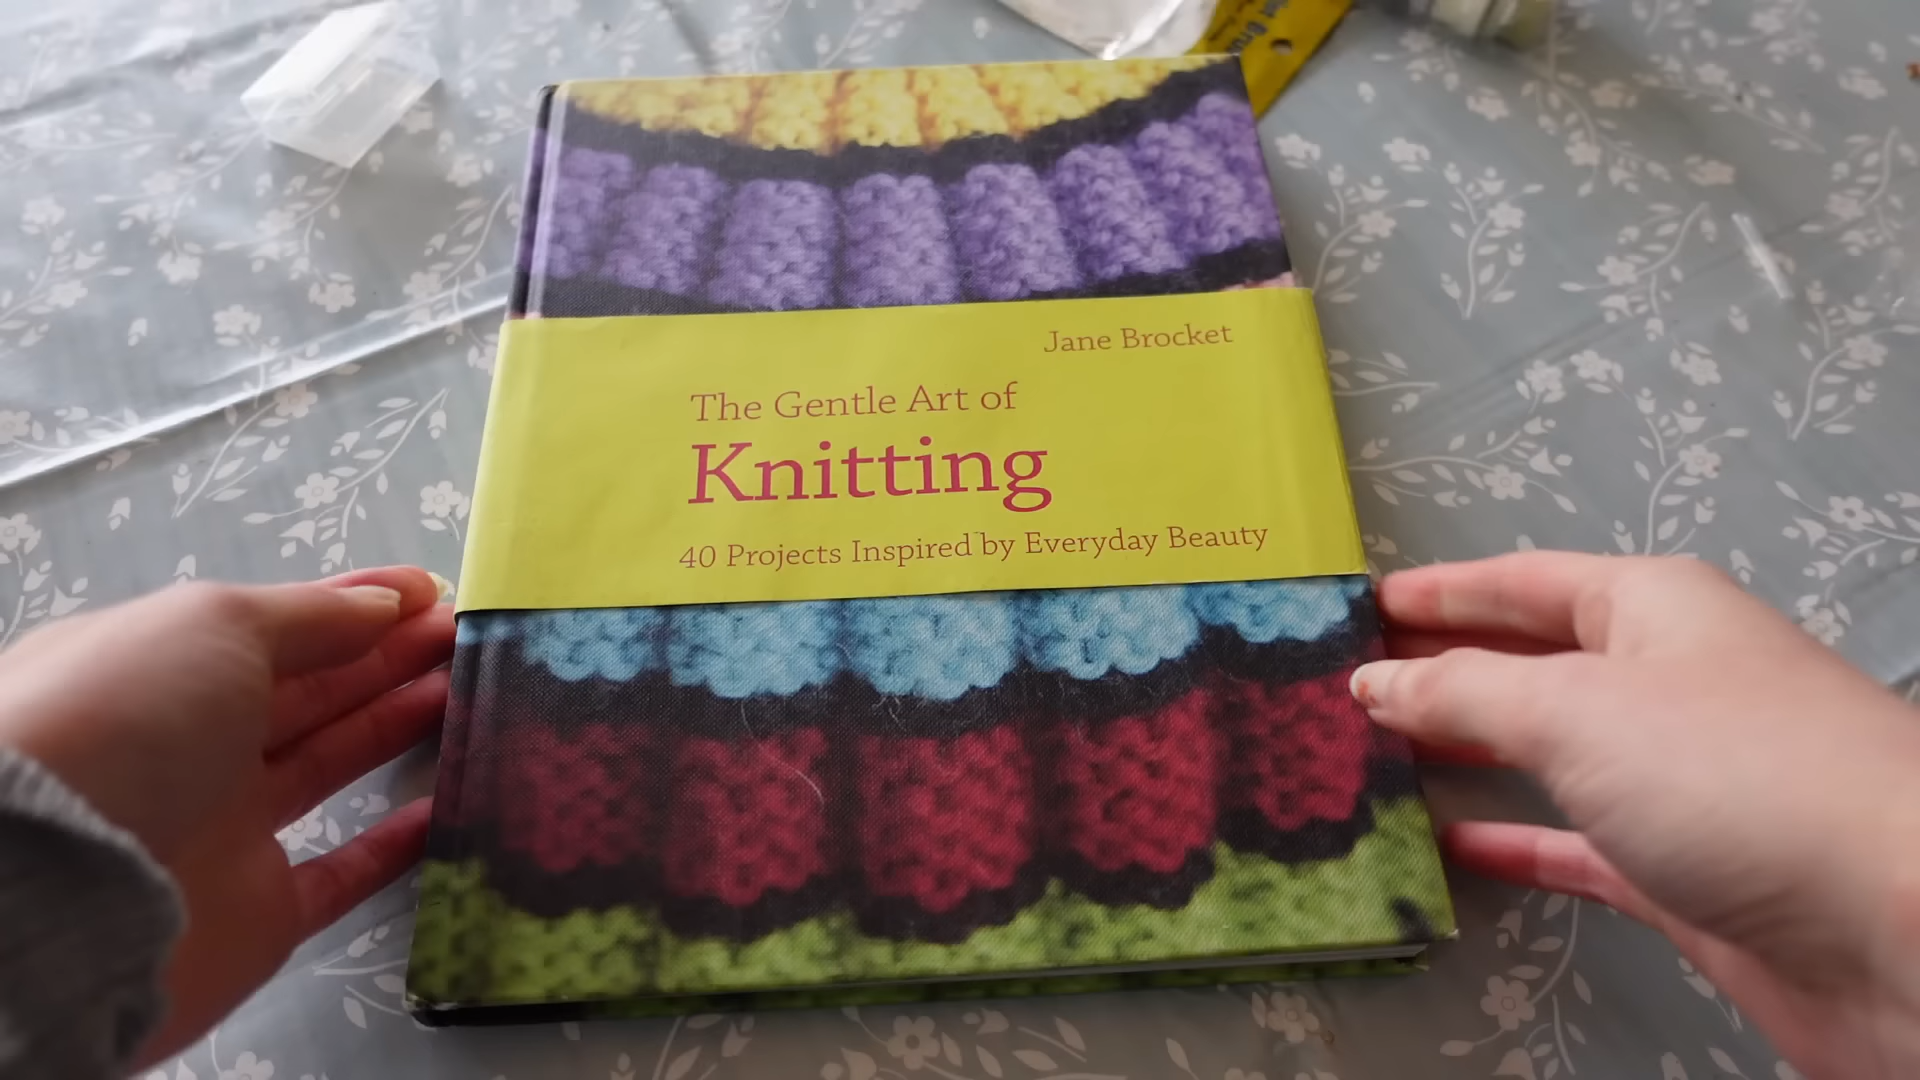 Jane Brocket
The Gentle Art of
Knitting
40 Projects Inspired by Everyday Beauty